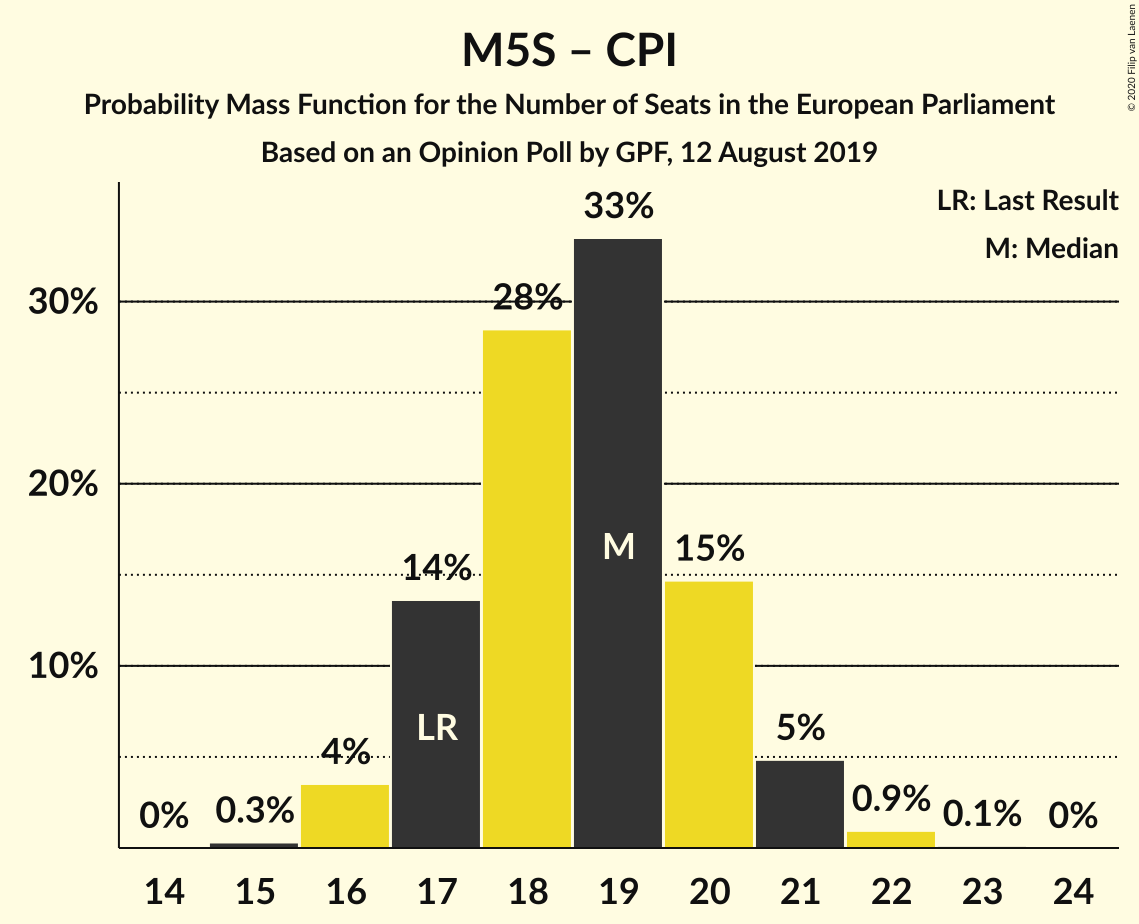 M5S – CPI
Probability Mass Function for the Number of Seats in the European Parliament
Based on an Opinion Poll by GPF, 12 August 2019
© 2020 Filip van Laenen
LR: Last Result
M: Median
30%
20%
10%
0%
0.3%
4%
14%
28%
33%
15%
5%
0.9%
0.1%
0%
LR
M
14 15 16 17 18 19 20 21 22 23 24